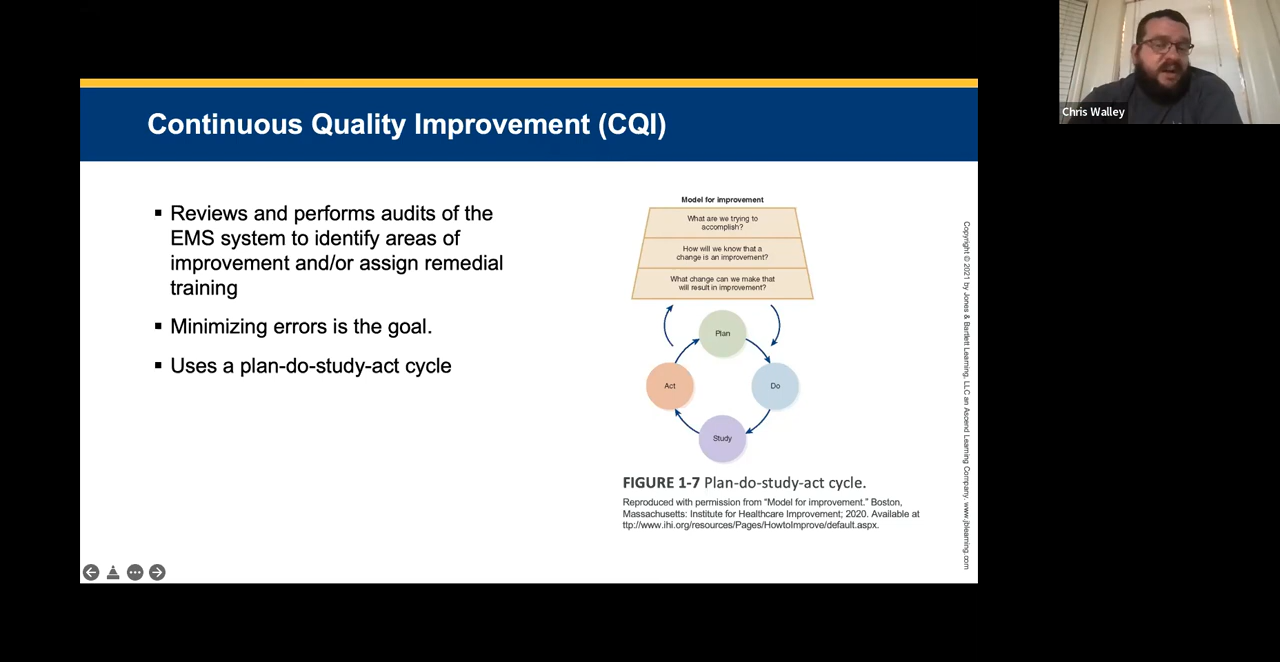 Continuous Quality Improvement (CQI)
Chris Walley
▪ Reviews and performs audits of the
EMS system to identify areas of
improvement and/or assign remedial
training
▪ Minimizing errors is the goal.
▪ Uses a plan-do-study-act cycle
Model for improvement
What are we trying to
accomplish?
How will we know that a
change is an improvement?
What change can we make that
will result in improvement?
Plan
Act
Do
Study
FIGURE 1-7 Plan-do-study-act cycle.
Reproduced with permission from “Model for improvement.” Boston,
Massachusetts: Institute for Healthcare Improvement; 2020. Available at
ttp://www.ihi.org/resources/Pages/HowtoImprove/default.aspx.
Copyright © 2021 by Jones & Bartlett Learning, LLC an Ascend Learning Company. www.jblearning.com